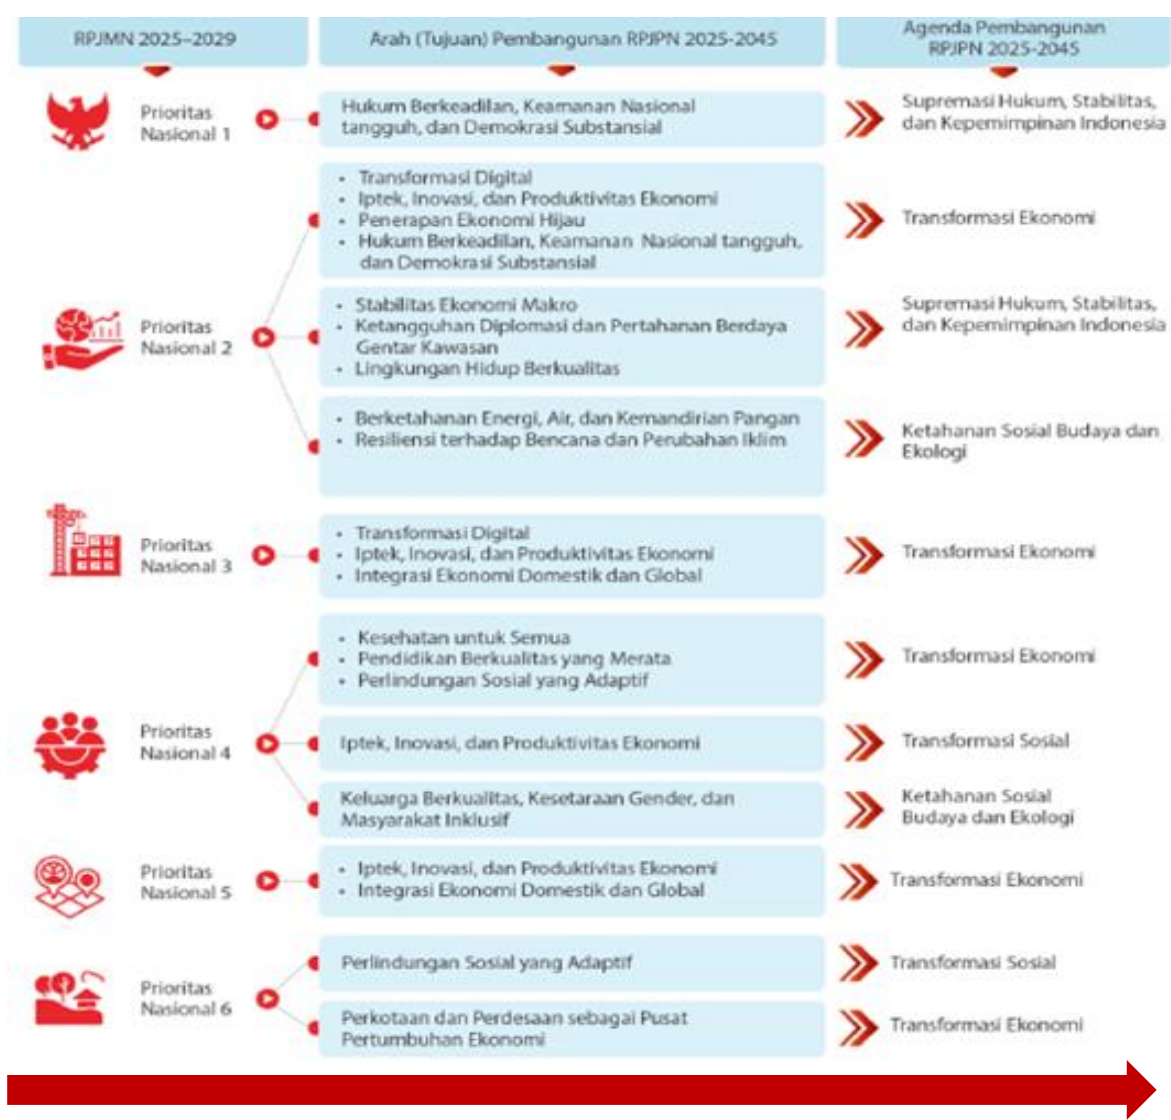 RPJMN 2025–2029
Arah (Tujuan) Pembangunan RPJPN 2025-2045
Agenda Pembangunan
RPJPN 2025-2045
Prioritas
Nasional 1
Hukum Berkeadilan, Keamanan Nasional
tangguh, dan Demokrasi Substansial
Supremasi Hukum, Stabilitas,
dan Kepemimpinan Indonesia
Prioritas
Nasional 2
• Transformasi Digital
• Iptek, Inovasi, dan Produktivitas Ekonomi
• Penerapan Ekonomi Hijau
• Hukum Berkeadilan, Keamanan Nasional tangguh,
dan Demokrasi Substansial
Transformasi Ekonomi
• Stabilitas Ekonomi Makro
• Ketangguhan Diplomasi dan Pertahanan Berdaya
Gentar Kawasan
• Lingkungan Hidup Berkualitas
Supremasi Hukum, Stabilitas,
dan Kepemimpinan Indonesia
• Berketahanan Energi, Air, dan Kemandirian Pangan
• Resiliensi terhadap Bencana dan Perubahan Iklim
Ketahanan Sosial Budaya dan
Ekologi
Prioritas
Nasional 3
• Transformasi Digital
• Iptek, Inovasi, dan Produktivitas Ekonomi
• Integrasi Ekonomi Domestik dan Global
Transformasi Ekonomi
Prioritas
Nasional 4
• Kesehatan untuk Semua
• Pendidikan Berkualitas yang Merata
• Perlindungan Sosial yang Adaptif
Transformasi Ekonomi
Iptek, Inovasi, dan Produktivitas Ekonomi
Transformasi Sosial
Keluarga Berkualitas, Kesetaraan Gender, dan
Masyarakat Inklusif
Ketahanan Sosial
Budaya dan Ekologi
Prioritas
Nasional 5
• Iptek, Inovasi, dan Produktivitas Ekonomi
• Integrasi Ekonomi Domestik dan Global
Transformasi Ekonomi
Prioritas
Nasional 6
Perlindungan Sosial yang Adaptif
Transformasi Sosial
Perkotaan dan Perdesaan sebagai Pusat
Pertumbuhan Ekonomi
Transformasi Ekonomi